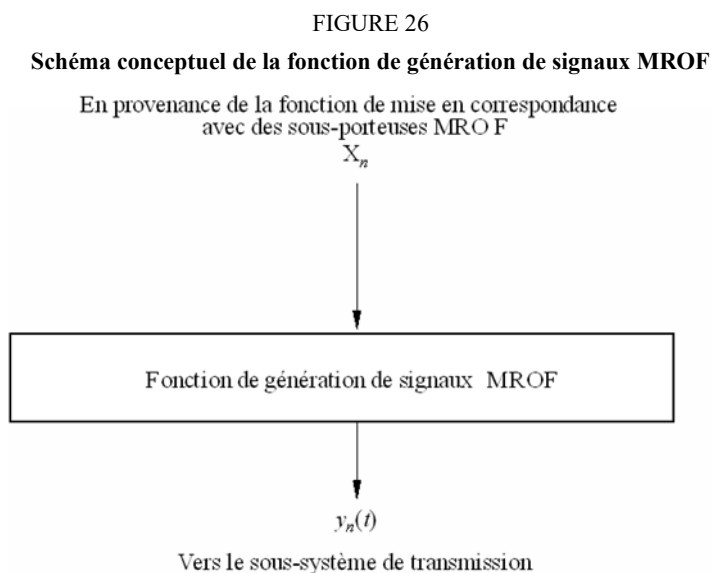 FIGURE 26
Schéma conceptuel de la fonction de génération de signaux MROF
En provenance de la fonction de mise en correspondance
avec des sous-porteuses MRO F
Xn
Fonction de génération de signaux MROF
yn(t)
Vers le sous-système de transmission